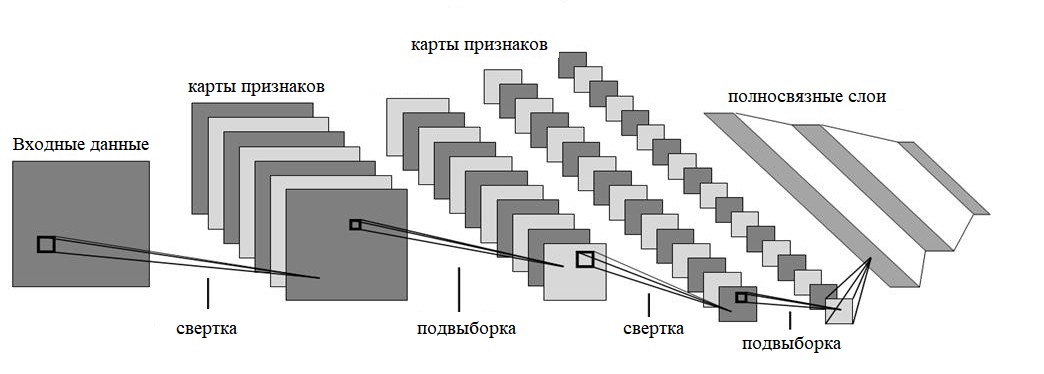 карты признаков
карты признаков
полносвязные слои
Входные данные
свертка
подвыборка
свертка
подвыборка